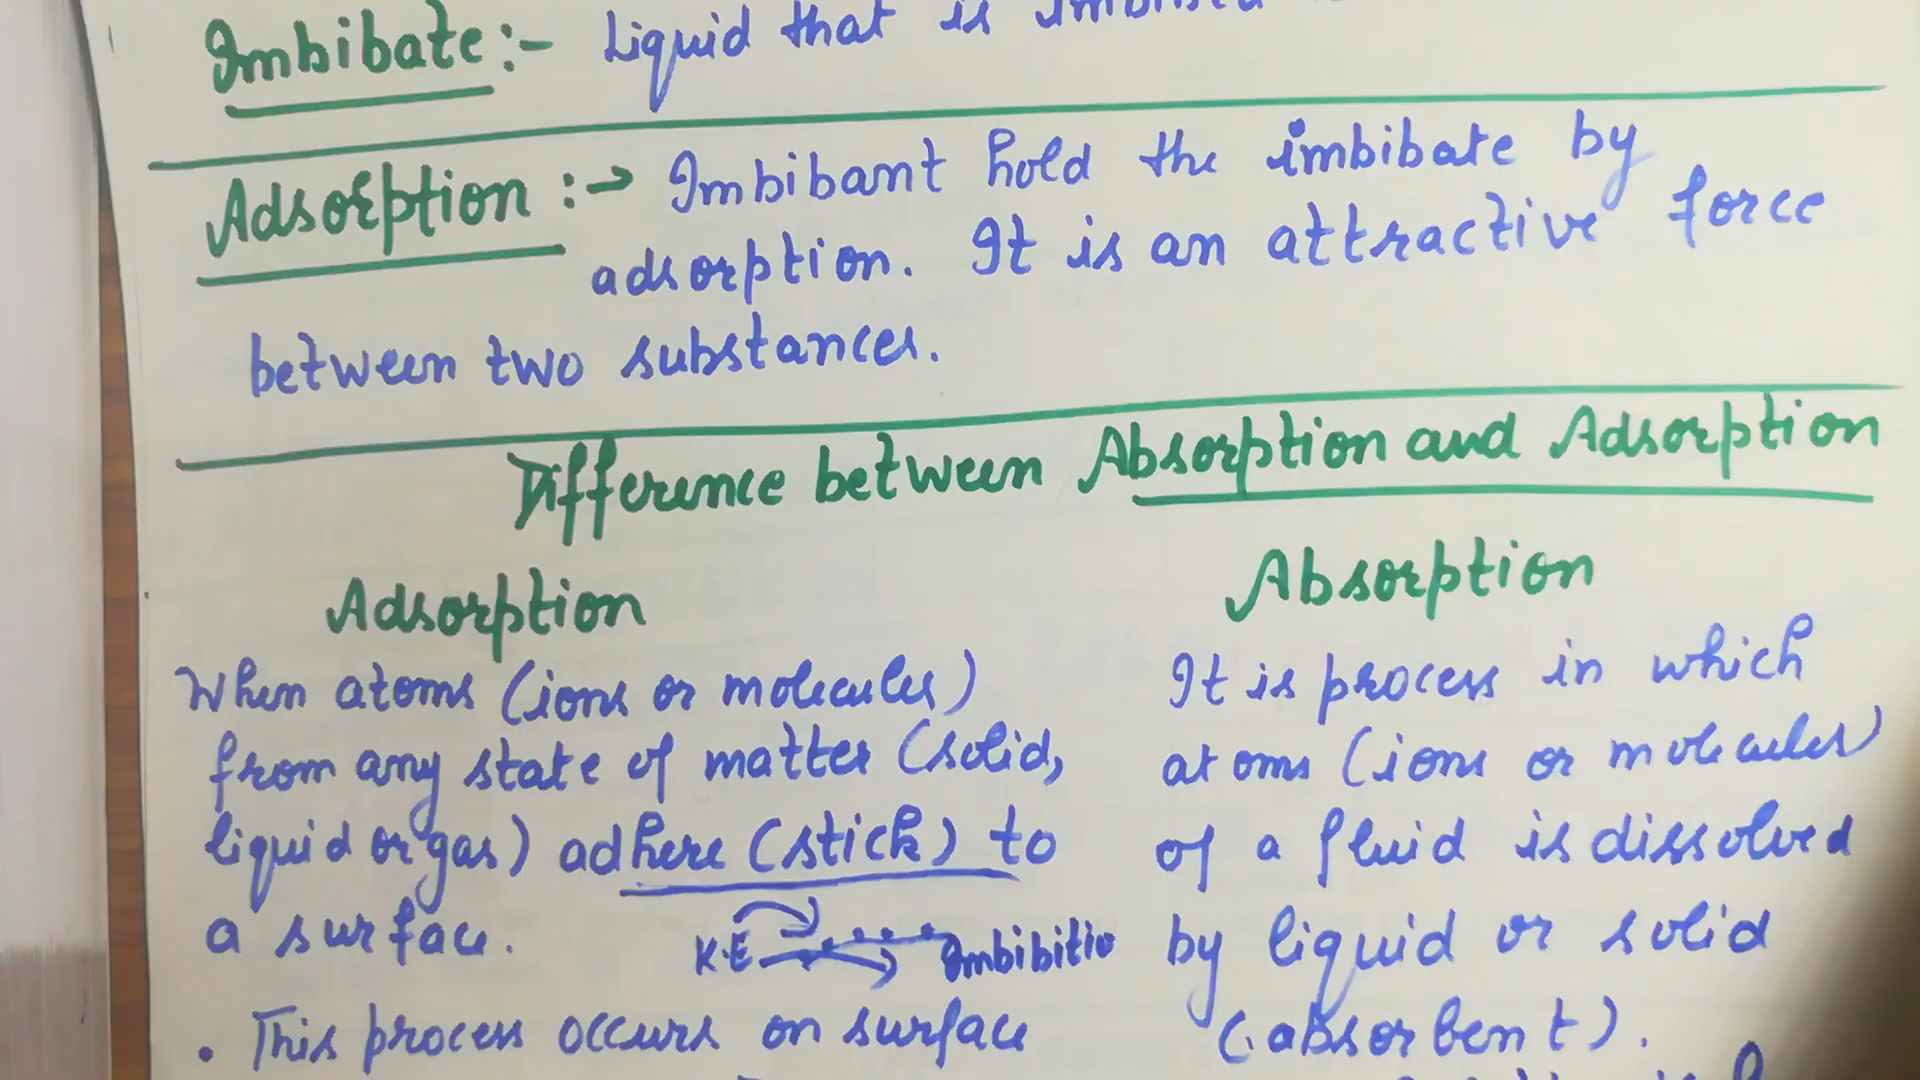 Imbibate :- Liquid that is imbibed
Adsorption :→ Imbibant hold the imbibate by
adsorption. It is an attractive force
between two substances.
Difference between Absorption and Adsorption
Adsorption
When atoms (ions or molecules)
from any state of matter (solid,
liquid or gas) adhere (stick) to
a surface.
K.E Imbibitio
• This process occurs on surface
Absorption
It is process in which
atoms (ions or molecules)
of a fluid is dissolved
by liquid or solid
(absorbent).